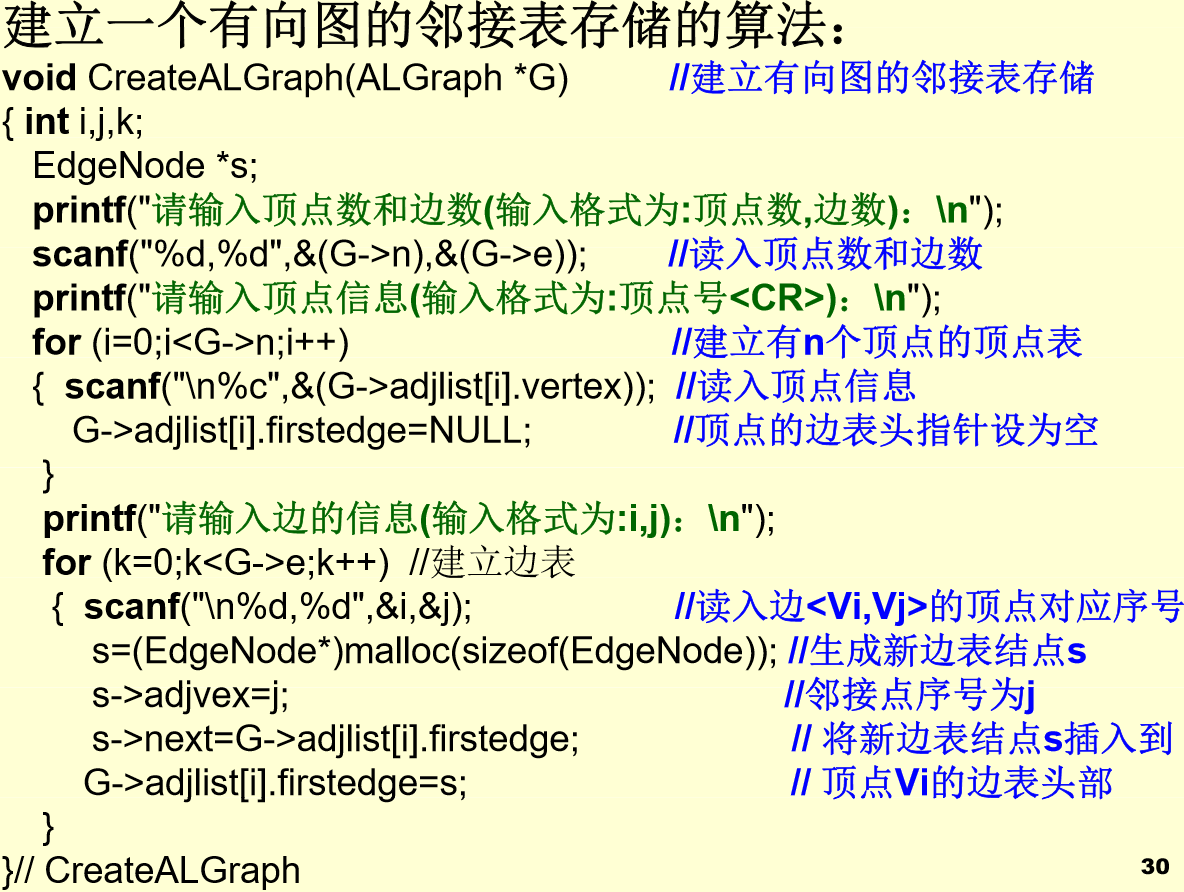 建立一个有向图的邻接表存储的算法：
void CreateALGraph(ALGraph *G) //建立有向图的邻接表存储
{ int i,j,k;
EdgeNode *s;
printf("请输入顶点数和边数(输入格式为:顶点数,边数)：\n");
scanf("%d,%d",&(G->n),&(G->e)); //读入顶点数和边数
printf("请输入顶点信息(输入格式为:顶点号<CR>)：\n");
for (i=0;i<G->n;i++) //建立有n个顶点的顶点表
{ scanf("\n%c",&(G->adjlist[i].vertex)); //读入顶点信息
G->adjlist[i].firstedge=NULL; //顶点的边表头指针设为空
}
printf("请输入边的信息(输入格式为:i,j)：\n");
for (k=0;k<G->e;k++) //建立边表
{ scanf("\n%d,%d",&i,&j); //读入边<Vi,Vj>的顶点对应序号
s=(EdgeNode*)malloc(sizeof(EdgeNode)); //生成新边表结点s
s->adjvex=j; //邻接点序号为j
s->next=G->adjlist[i].firstedge; // 将新边表结点s插入到
G->adjlist[i].firstedge=s; // 顶点Vi的边表头部
}
}// CreateALGraph
30